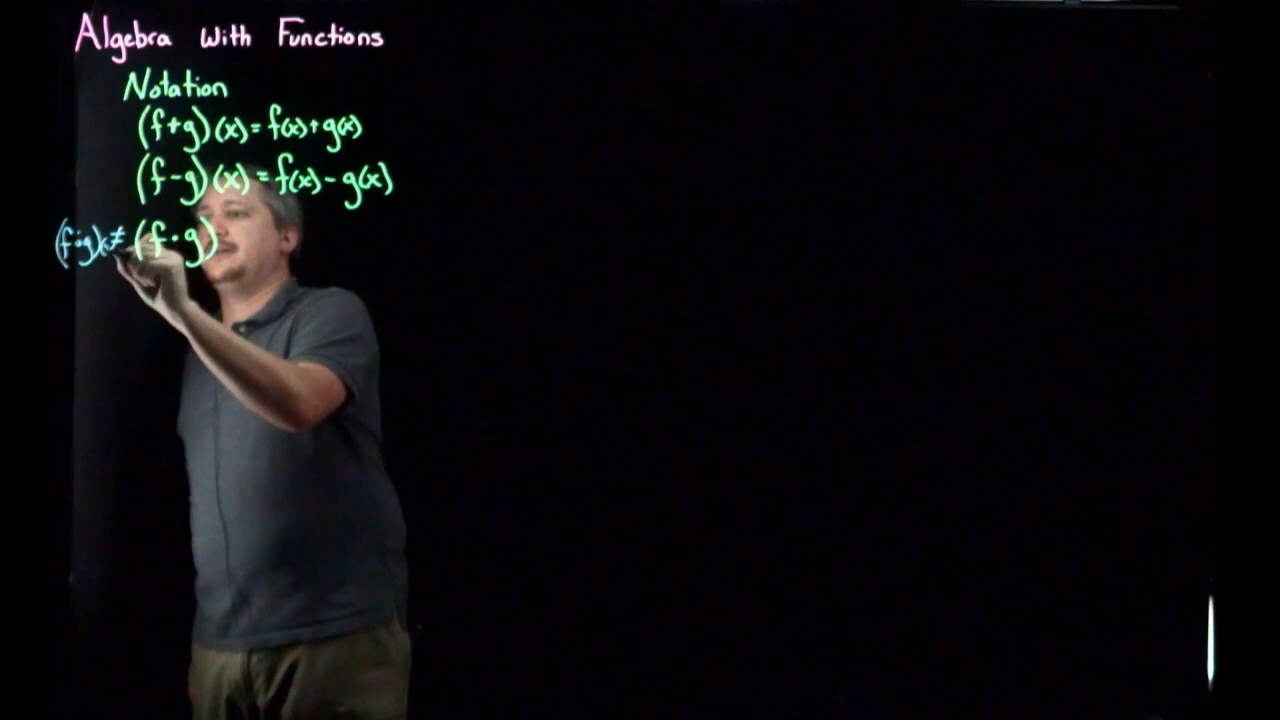 Algebra With Functions
Notation
(f+g)(x) = f(x) + g(x)
(f-g)(x) = f(x) - g(x)
≠ (f·g)